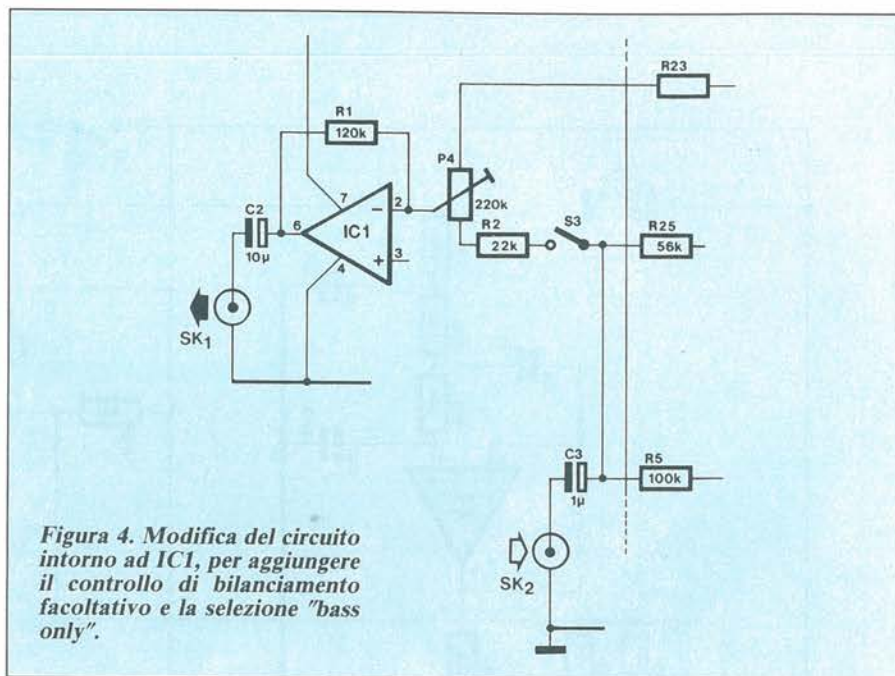 R23
R1
120k
P4
220k
7
2
6
IC1
3
4
C2
10µ
R2
22k
S3
R25
56k
SK1
C3
1µ
R5
100k
SK2
Figura 4. Modifica del circuito
intorno ad IC1, per aggiungere
il controllo di bilanciamento
facoltativo e la selezione "bass
only".